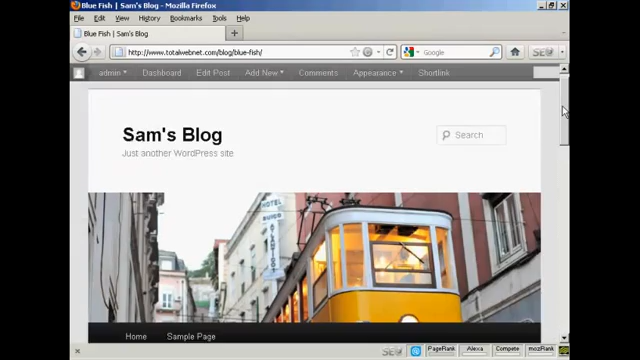 Blue Fish | Sam's Blog - Mozilla Firefox
File Edit View History Bookmarks Tools Help
Blue Fish | Sam's Blog
http://www.totalwebnet.com/blog/blue-fish/
Google
admin Dashboard Edit Post Add New Comments Appearance Shortlink
Sam's Blog
Search
Just another WordPress site
HOTEL
Home Sample Page
PageRank Alexa Compete mozRank